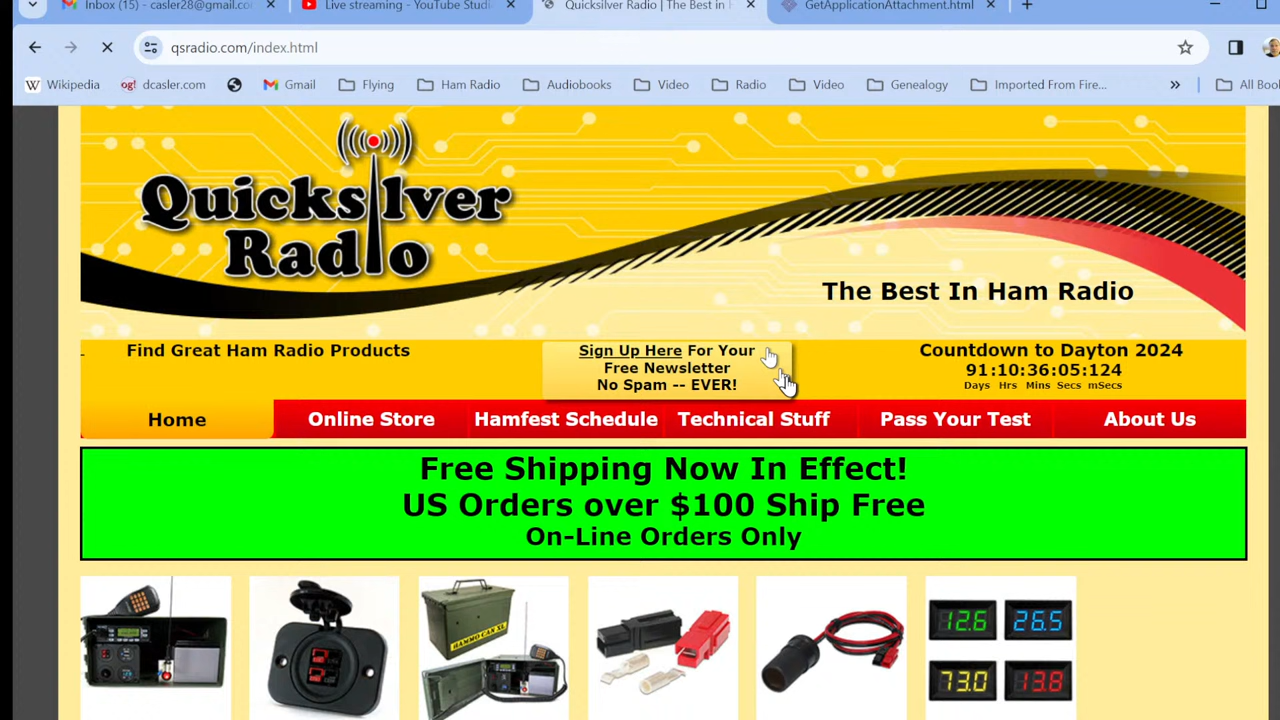 Inbox (15) - casler28@gmail.co
Live streaming - YouTube Studi
Quicksilver Radio | The Best in H
GetApplicationAttachment.html
qsradio.com/index.html
W Wikipedia
og! dcasler.com
Gmail
Flying
Ham Radio
Audiobooks
Video
Radio
Video
Genealogy
Imported From Fire...
»
All Boo
Quicksilver
Radio
The Best In Ham Radio
Find Great Ham Radio Products
Sign Up Here For Your
Free Newsletter
No Spam -- EVER!
Countdown to Dayton 2024
91:10:36:05:124
Days Hrs Mins Secs mSecs
Home
Online Store
Hamfest Schedule
Technical Stuff
Pass Your Test
About Us
Free Shipping Now In Effect!
US Orders over $100 Ship Free
On-Line Orders Only
HAMMO-CAN XL
12.6
26.5
73.0
13.8